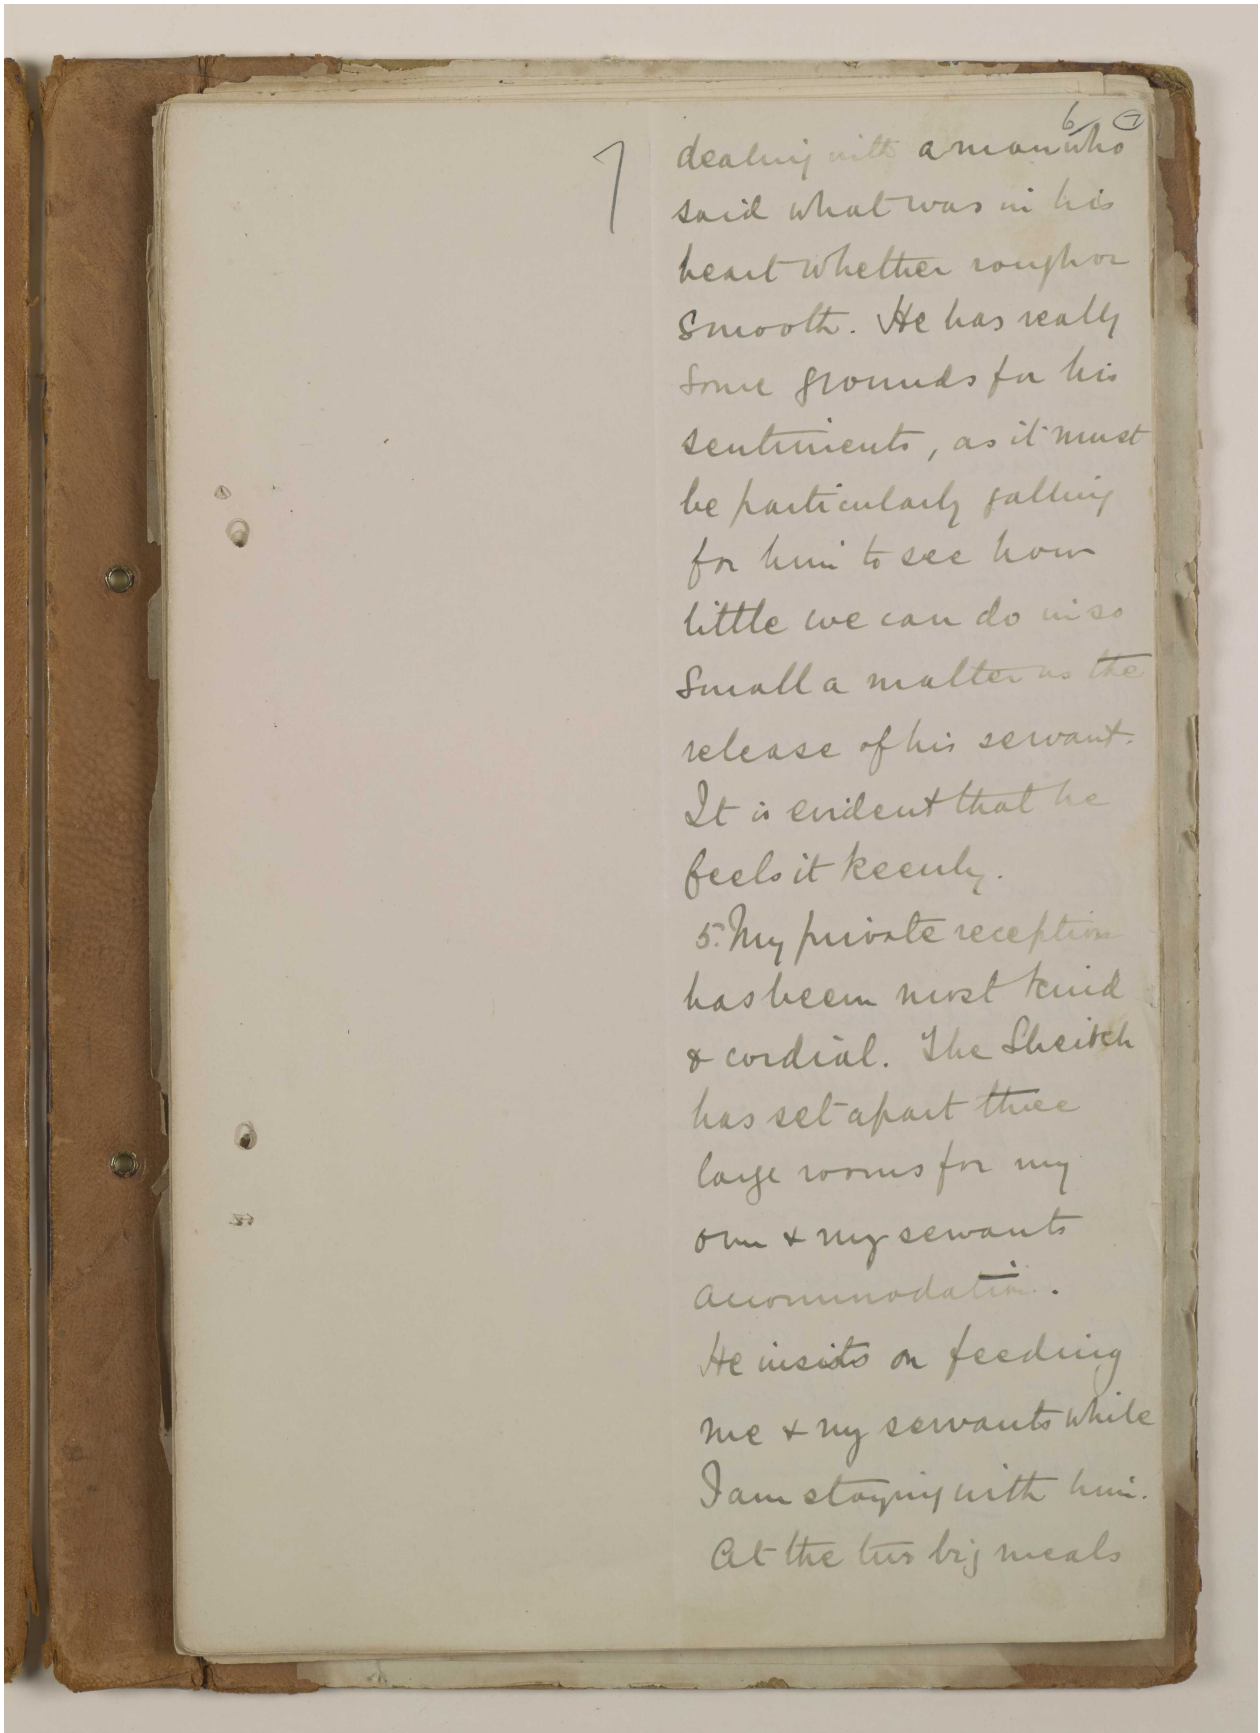 6 7
7
dealing with a man who
said what was in his
heart whether rough or
smooth. He has really
some grounds for his
sentiments, as it must
be particularly galling
for him to see how
little we can do in so
small a matter as the
release of his servant.
It is evident that he
feels it keenly.
5. My private reception
has been most kind
& cordial. The Sheikh
has set apart three
large rooms for my
own & my servants
accommodation.
He insists on feeding
me & my servants while
I am staying with him.
At the two big meals